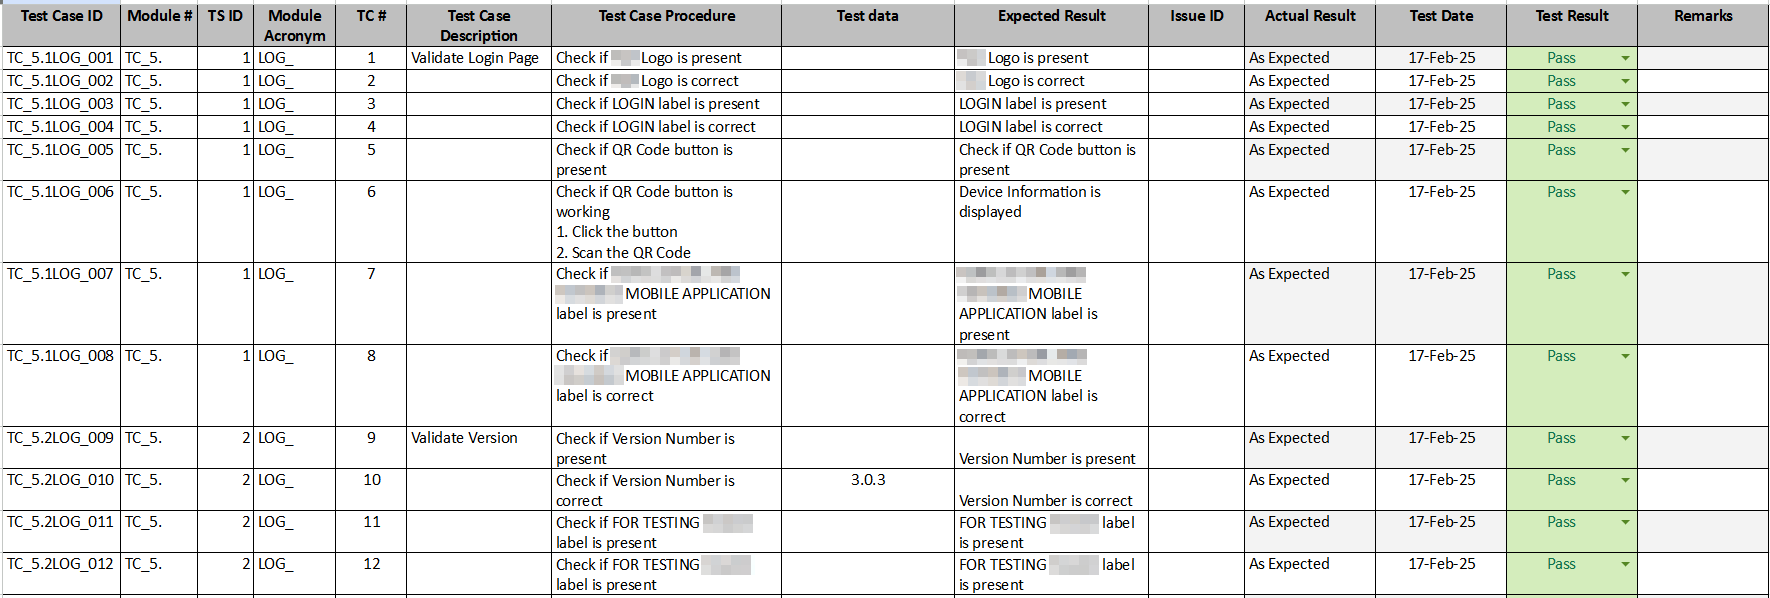 Test Case ID Module # TS ID Module Acronym TC # Test Case Description Test Case Procedure Test data Expected Result Issue ID Actual Result Test Date Test Result Remarks
TC_5.1LOG_001 TC_5. 1 LOG_ 1 Validate Login Page Check if Logo is present Logo is present As Expected 17-Feb-25 Pass
TC_5.1LOG_002 TC_5. 1 LOG_ 2 Check if Logo is correct Logo is correct As Expected 17-Feb-25 Pass
TC_5.1LOG_003 TC_5. 1 LOG_ 3 Check if LOGIN label is present LOGIN label is present As Expected 17-Feb-25 Pass
TC_5.1LOG_004 TC_5. 1 LOG_ 4 Check if LOGIN label is correct LOGIN label is correct As Expected 17-Feb-25 Pass
TC_5.1LOG_005 TC_5. 1 LOG_ 5 Check if QR Code button is present Check if QR Code button is present As Expected 17-Feb-25 Pass
TC_5.1LOG_006 TC_5. 1 LOG_ 6 Check if QR Code button is working
1. Click the button
2. Scan the QR Code
Device Information is displayed As Expected 17-Feb-25 Pass
TC_5.1LOG_007 TC_5. 1 LOG_ 7 Check if MOBILE APPLICATION label is present MOBILE APPLICATION label is present As Expected 17-Feb-25 Pass
TC_5.1LOG_008 TC_5. 1 LOG_ 8 Check if MOBILE APPLICATION label is correct MOBILE APPLICATION label is correct As Expected 17-Feb-25 Pass
TC_5.2LOG_009 TC_5. 2 LOG_ 9 Validate Version Check if Version Number is present Version Number is present As Expected 17-Feb-25 Pass
TC_5.2LOG_010 TC_5. 2 LOG_ 10 Check if Version Number is correct 3.0.3 Version Number is correct As Expected 17-Feb-25 Pass
TC_5.2LOG_011 TC_5. 2 LOG_ 11 Check if FOR TESTING label is present FOR TESTING label is present As Expected 17-Feb-25 Pass
TC_5.2LOG_012 TC_5. 2 LOG_ 12 Check if FOR TESTING label is present FOR TESTING label is present As Expected 17-Feb-25 Pass